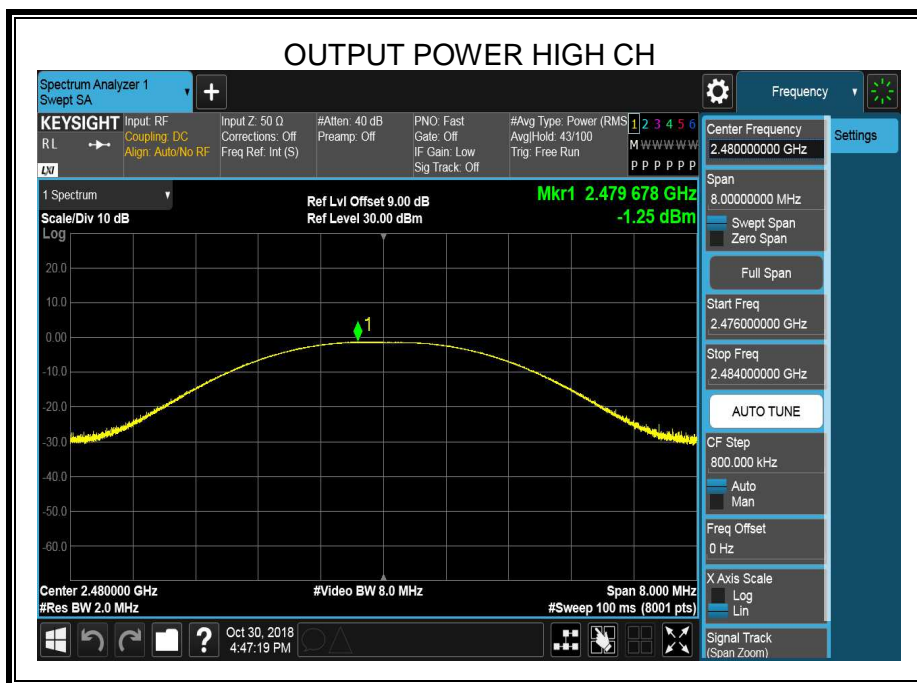 OUTPUT POWER HIGH CH
Spectrum Analyzer 1
Swept SA
+
Frequency
KEYSIGHT
RL
LXI
Input: RF
Coupling: DC
Align: Auto/No RF
Input Z: 50 Ω
Corrections: Off
Freq Ref: Int (S)
#Atten: 40 dB
Preamp: Off
PNO: Fast
Gate: Off
IF Gain: Low
Sig Track: Off
#Avg Type: Power (RMS
Avg|Hold: 43/100
Trig: Free Run
1 2 3 4 5 6
M W W W W W
P P P P P P
1 Spectrum
Scale/Div 10 dB
Log
Ref Lvl Offset 9.00 dB
Ref Level 30.00 dBm
Mkr1 2.479 678 GHz
-1.25 dBm
20.0
10.0
0.00
-10.0
-20.0
-30.0
-40.0
-50.0
-60.0
1
Center 2.480000 GHz
#Res BW 2.0 MHz
#Video BW 8.0 MHz
Span 8.000 MHz
#Sweep 100 ms (8001 pts)
Center Frequency
2.480000000 GHz
Settings
Span
8.00000000 MHz
Swept Span
Zero Span
Full Span
Start Freq
2.476000000 GHz
Stop Freq
2.484000000 GHz
AUTO TUNE
CF Step
800.000 kHz
Auto
Man
Freq Offset
0 Hz
X Axis Scale
Log
Lin
Signal Track
(Span Zoom)
?
Oct 30, 2018
4:47:19 PM